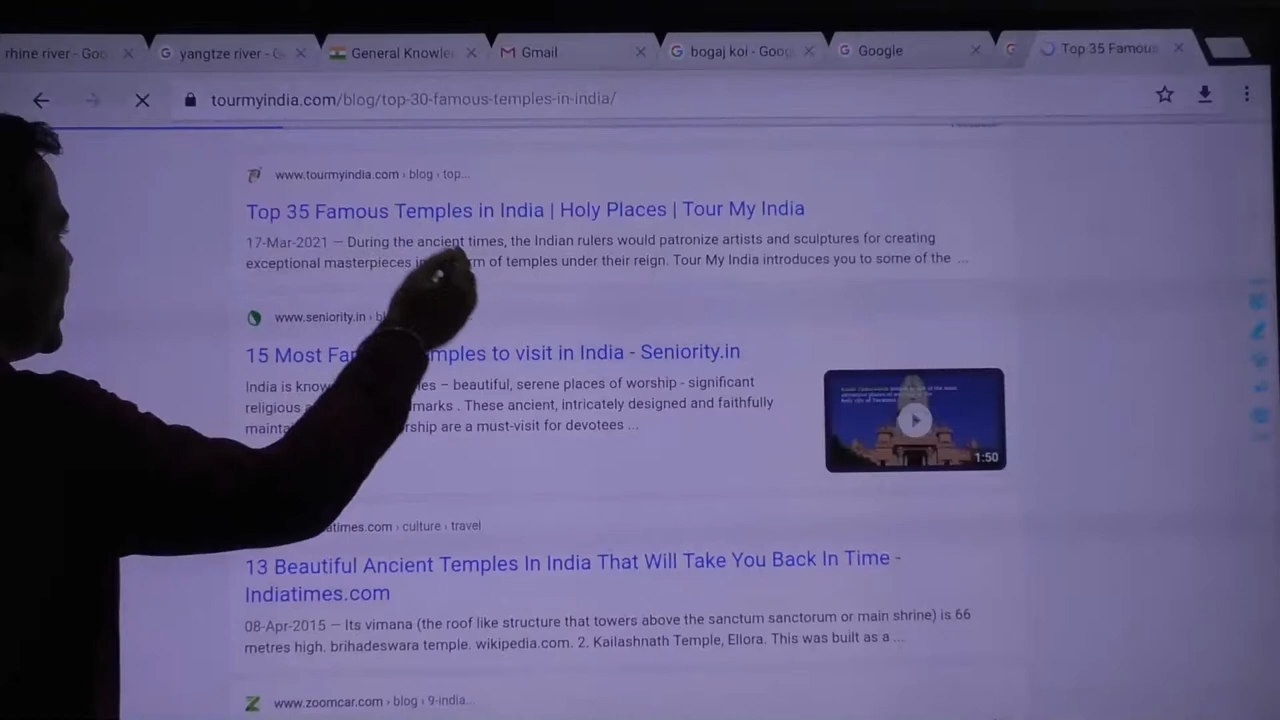 rhine river - Goo
yangtze river - G
General Knowle
Gmail
bogaj koi - Goog
Google
Top 35 Famous
tourmyindia.com/blog/top-30-famous-temples-in-india/
www.tourmyindia.com › blog › top...
Top 35 Famous Temples in India | Holy Places | Tour My India
17-Mar-2021 — During the ancient times, the Indian rulers would patronize artists and sculptures for creating
exceptional masterpieces in rm of temples under their reign. Tour My India introduces you to some of the ...
www.seniority.in › bl
15 Most Fa mples to visit in India - Seniority.in
India is know es – beautiful, serene places of worship - significant
religious marks . These ancient, intricately designed and faithfully
mainta rship are a must-visit for devotees ...
1:50
atimes.com › culture › travel
13 Beautiful Ancient Temples In India That Will Take You Back In Time -
Indiatimes.com
08-Apr-2015 — Its vimana (the roof like structure that towers above the sanctum sanctorum or main shrine) is 66
metres high. brihadeswara temple. wikipedia.com. 2. Kailashnath Temple, Ellora. This was built as a ...
www.zoomcar.com › blog › 9-india...